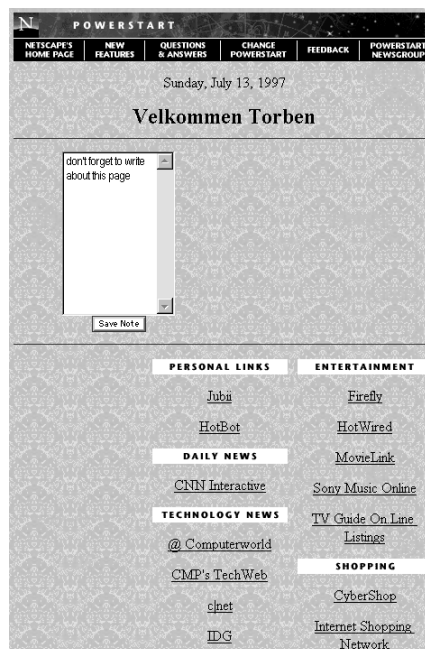 N POWERSTART
NETSCAPE'S HOME PAGE
NEW FEATURES
QUESTIONS & ANSWERS
CHANGE POWERSTART
FEEDBACK
POWERSTART NEWSGROUP
Sunday, July 13, 1997
Velkommen Torben
don't forget to write
about this page
Save Note
PERSONAL LINKS
Jubii
HotBot
DAILY NEWS
CNN Interactive
TECHNOLOGY NEWS
@ Computerworld
CMP's TechWeb
c|net
IDG
ENTERTAINMENT
Firefly
HotWired
MovieLink
Sony Music Online
TV Guide On Line
Listings
SHOPPING
CyberShop
Internet Shopping
Network